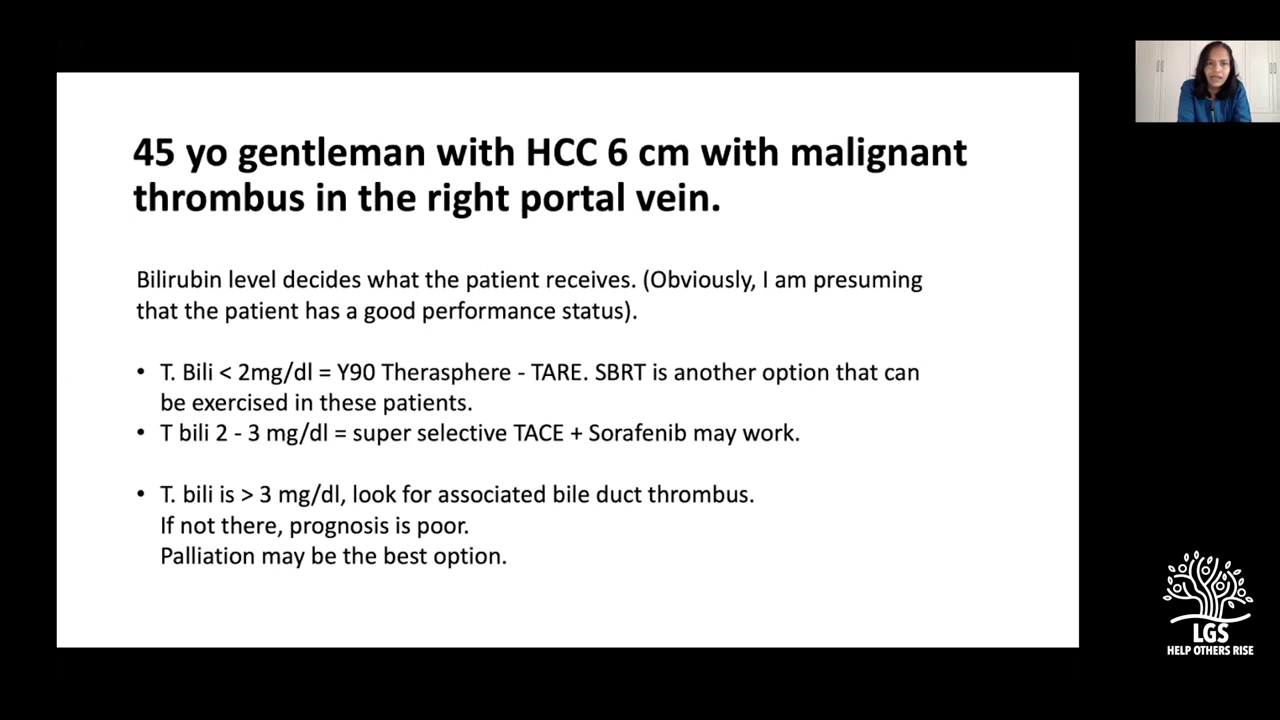 45 yo gentleman with HCC 6 cm with malignant
thrombus in the right portal vein.
Bilirubin level decides what the patient receives. (Obviously, I am presuming
that the patient has a good performance status).
• T. Bili < 2mg/dl = Y90 Therasphere - TARE. SBRT is another option that can
be exercised in these patients.
• T bili 2 - 3 mg/dl = super selective TACE + Sorafenib may work.
• T. bili is > 3 mg/dl, look for associated bile duct thrombus.
If not there, prognosis is poor.
Palliation may be the best option.
LGS
HELP OTHERS RISE